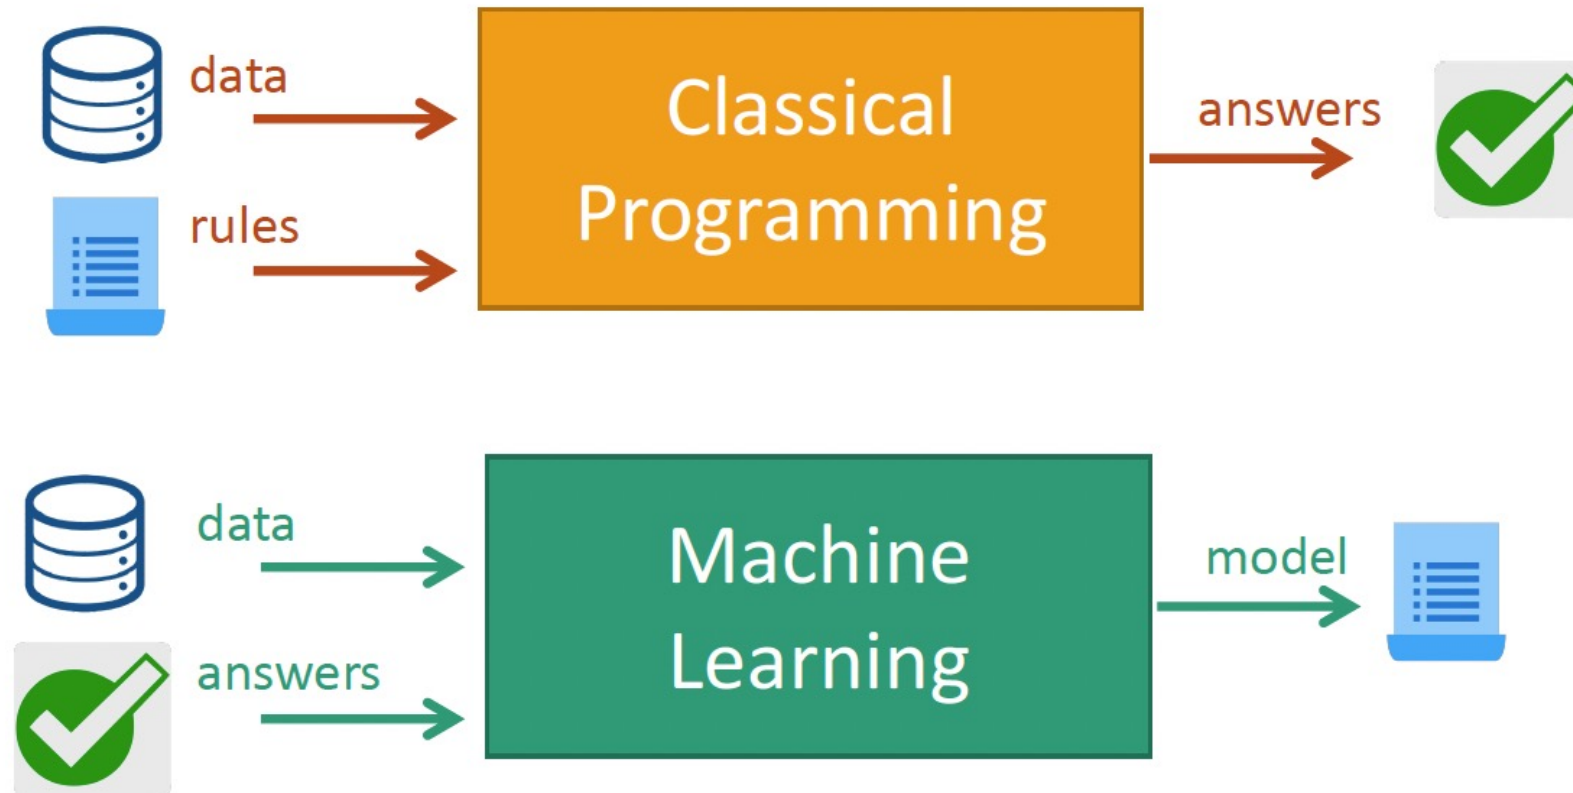 data
rules
Classical
Programming
answers
data
answers
Machine
Learning
model